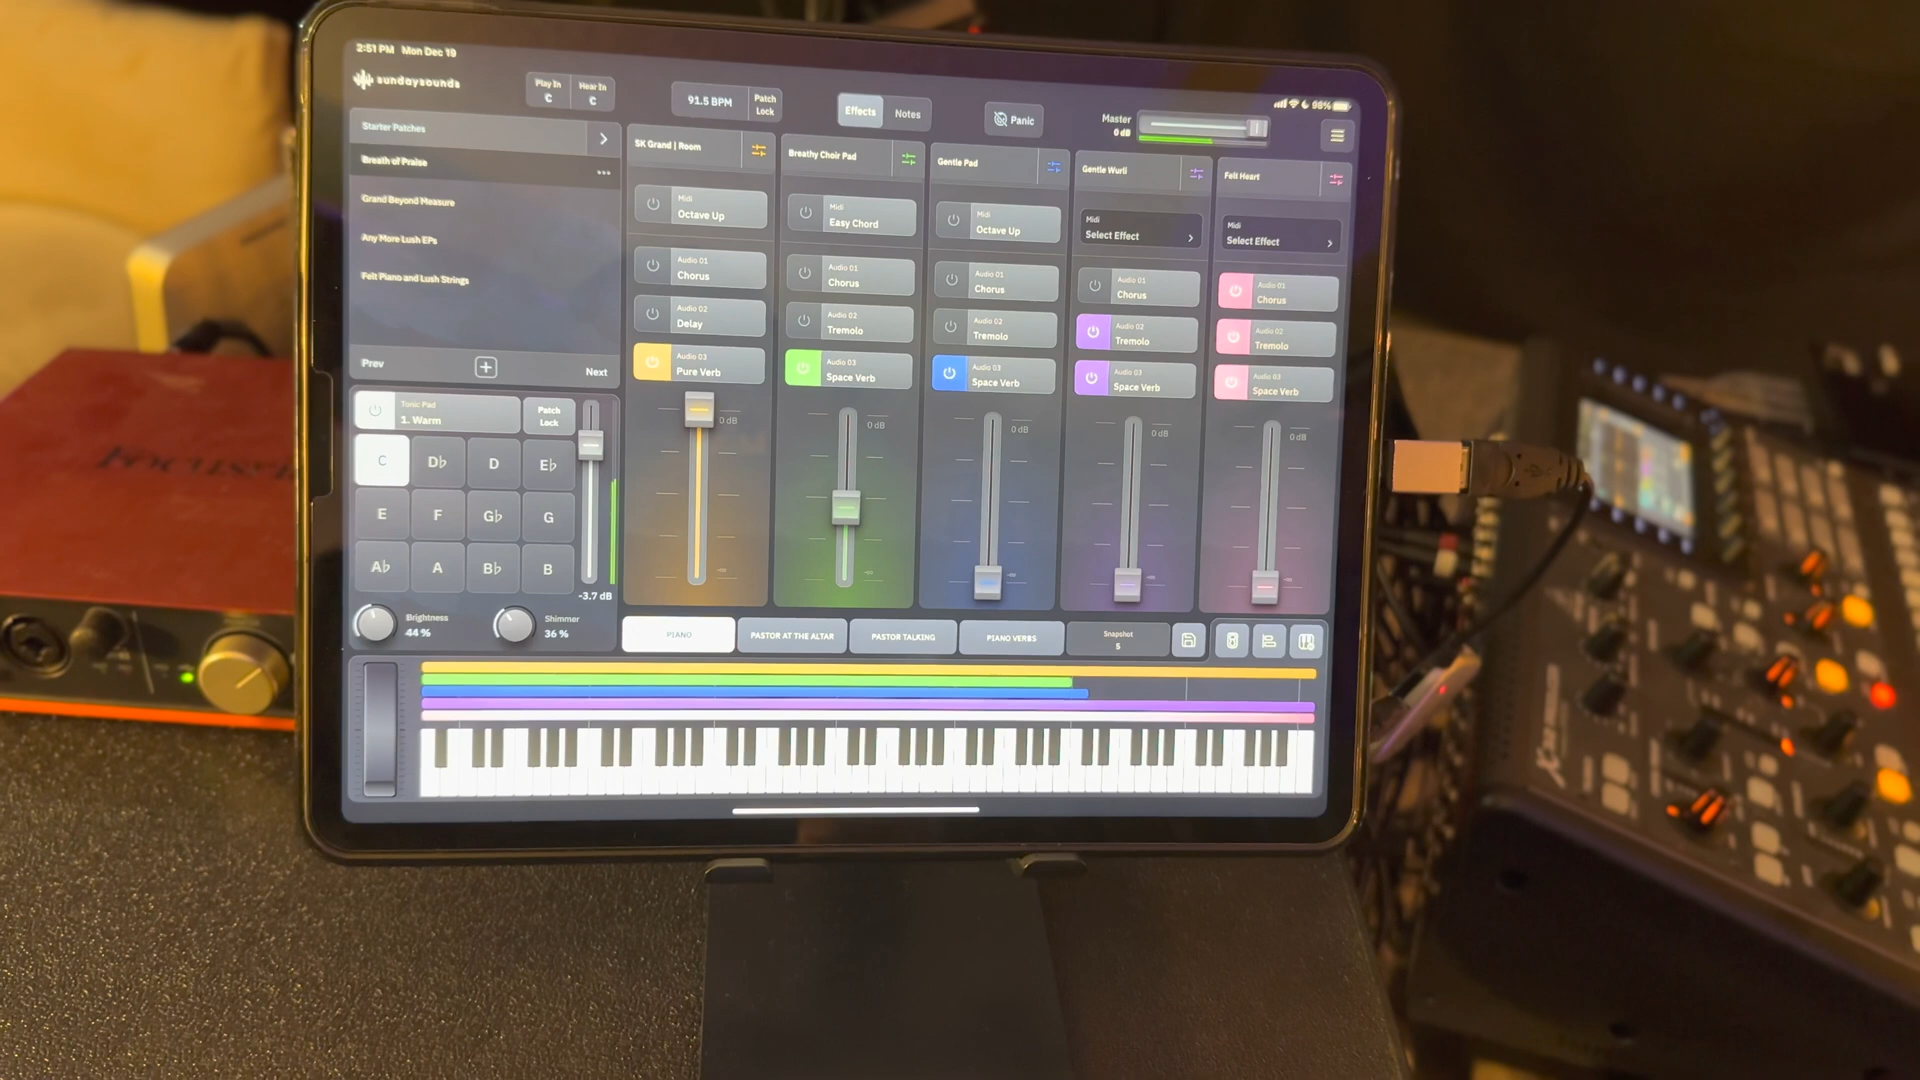 2:51 PM Mon Dec 19
98%
sundaysounds
Play In
C
Hear In
C
91.5 BPM
Patch
Lock
Effects
Notes
Panic
Master
0 dB
Starter Patches
Breath of Praise
Grand Beyond Measure
Any More Lush EPs
Felt Piano and Lush Strings
Prev
Next
SK Grand | Room
Breathy Choir Pad
Gentle Pad
Gentle Wurli
Felt Heart
Midi
Octave Up
Midi
Easy Chord
Midi
Octave Up
Midi
Select Effect
Midi
Select Effect
Audio 01
Chorus
Audio 01
Chorus
Audio 01
Chorus
Audio 01
Chorus
Audio 01
Chorus
Audio 02
Delay
Audio 02
Tremolo
Audio 02
Tremolo
Audio 02
Tremolo
Audio 02
Tremolo
Audio 03
Pure Verb
Audio 03
Space Verb
Audio 03
Space Verb
Audio 03
Space Verb
Audio 03
Space Verb
0 dB
0 dB
0 dB
0 dB
0 dB
-∞
-∞
-∞
-∞
-∞
Tonic Pad
1. Warm
Patch
Lock
C
D♭
D
E♭
E
F
G♭
G
A♭
A
B♭
B
-3.7 dB
Brightness
44 %
Shimmer
36 %
PIANO
PASTOR AT THE ALTAR
PASTOR TALKING
PIANO VERBS
Snapshot
5